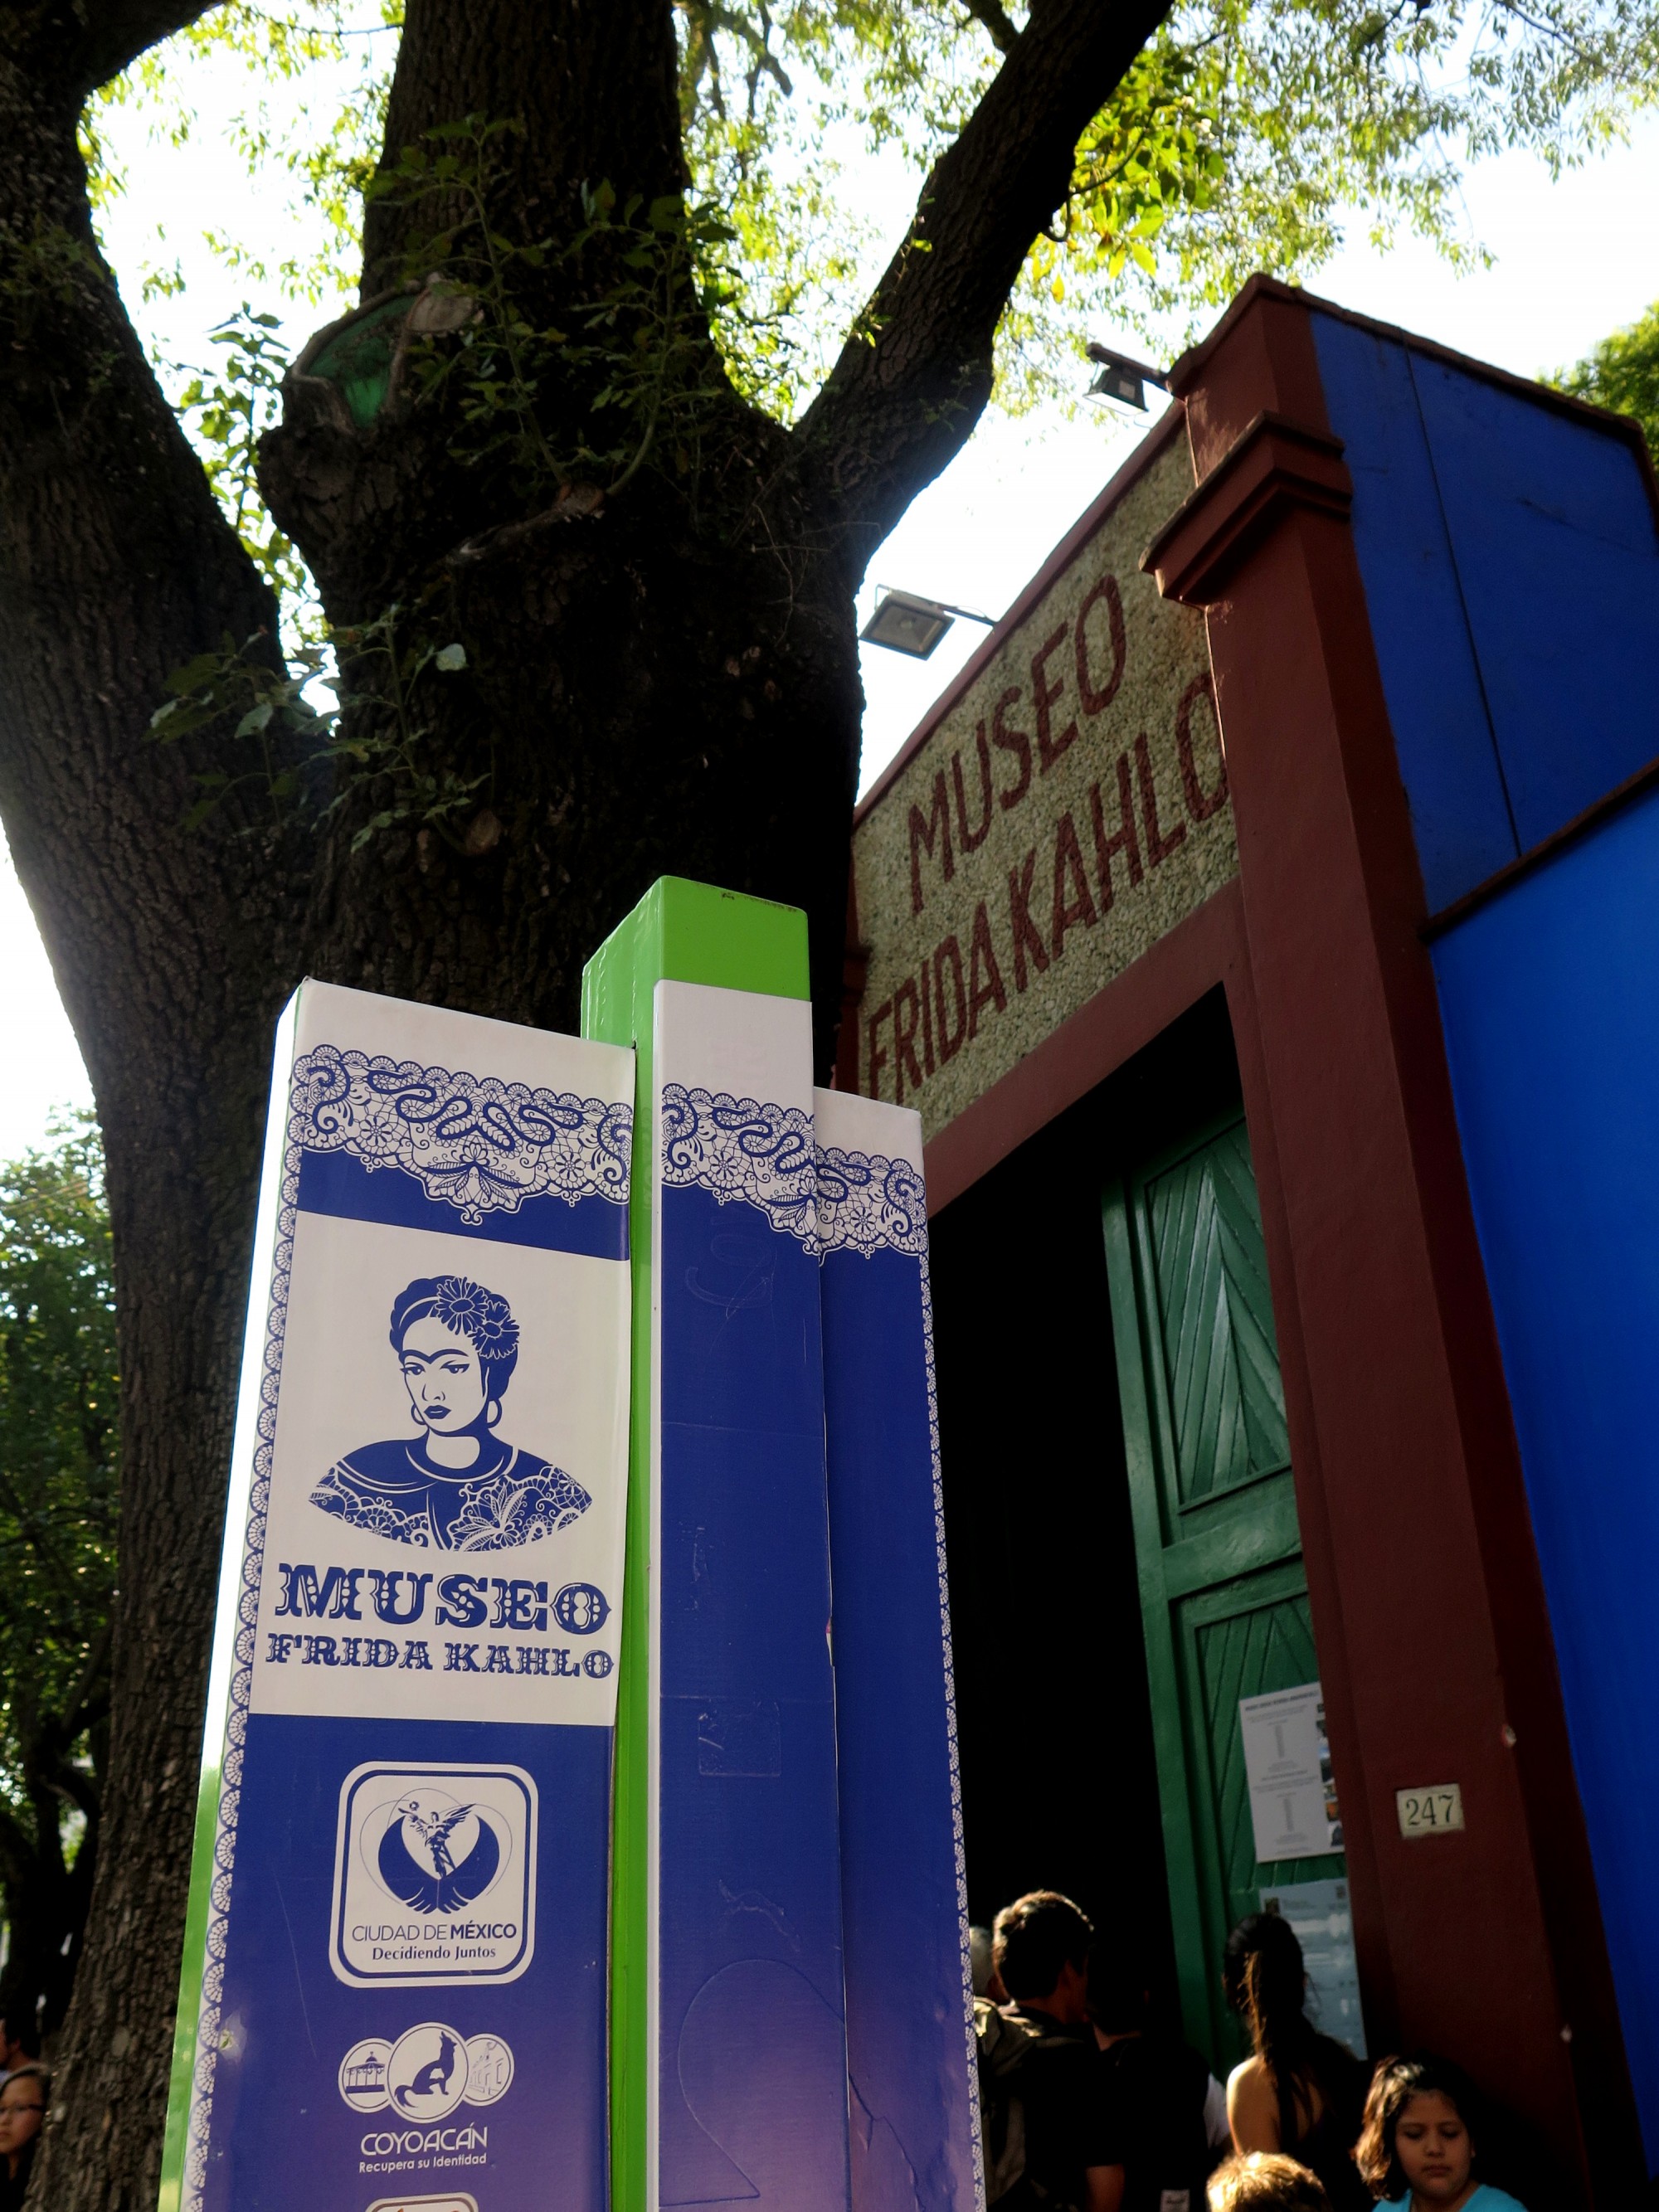 MUSEO
FRIDA KAHLO
MUSEO
FRIDA KAHLO
CIUDAD DE MÉXICO
Decidiendo Juntos
COYOACÁN
Recupera su Identidad
247